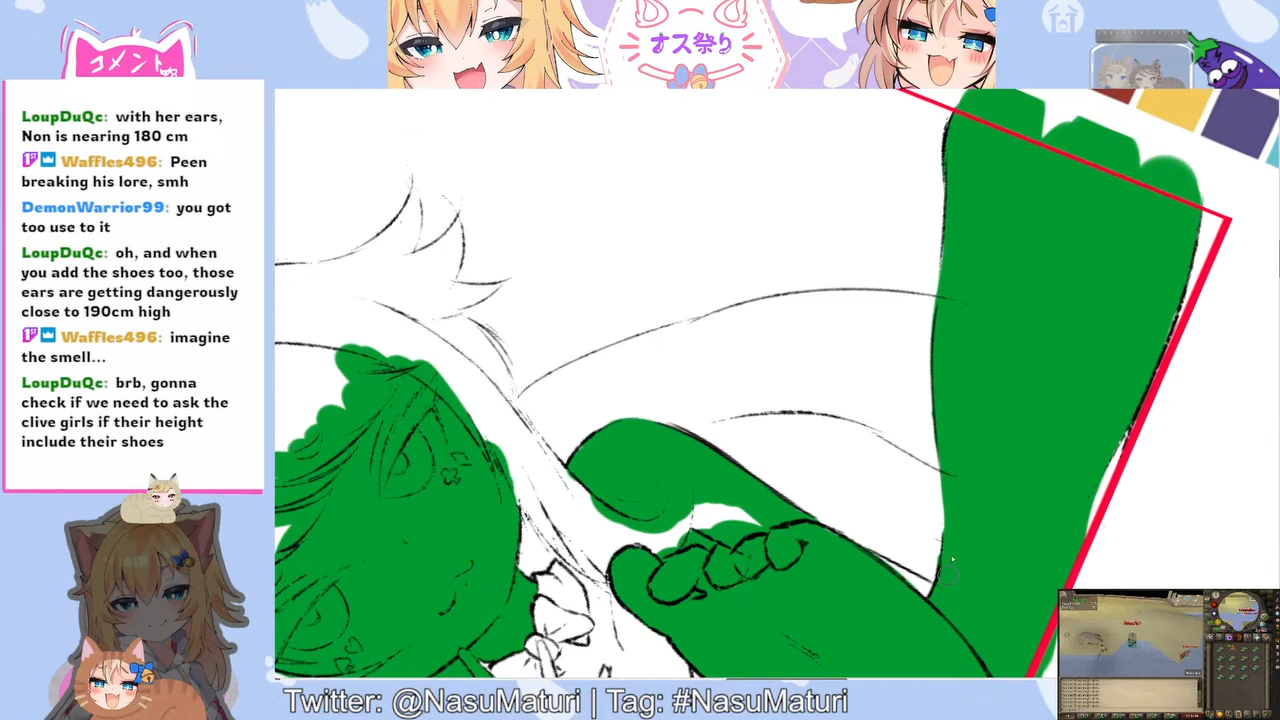 コメント
オス祭り
LoupDuQc: with her ears,
Non is nearing 180 cm
Waffles496: Peen
breaking his lore, smh
DemonWarrior99: you got
too use to it
LoupDuQc: oh, and when
you add the shoes too, those
ears are getting dangerously
close to 190cm high
Waffles496: imagine
the smell...
LoupDuQc: brb, gonna
check if we need to ask the
clive girls if their height
include their shoes
Twitter: @NasuMaturi | Tag: #NasuMaturi